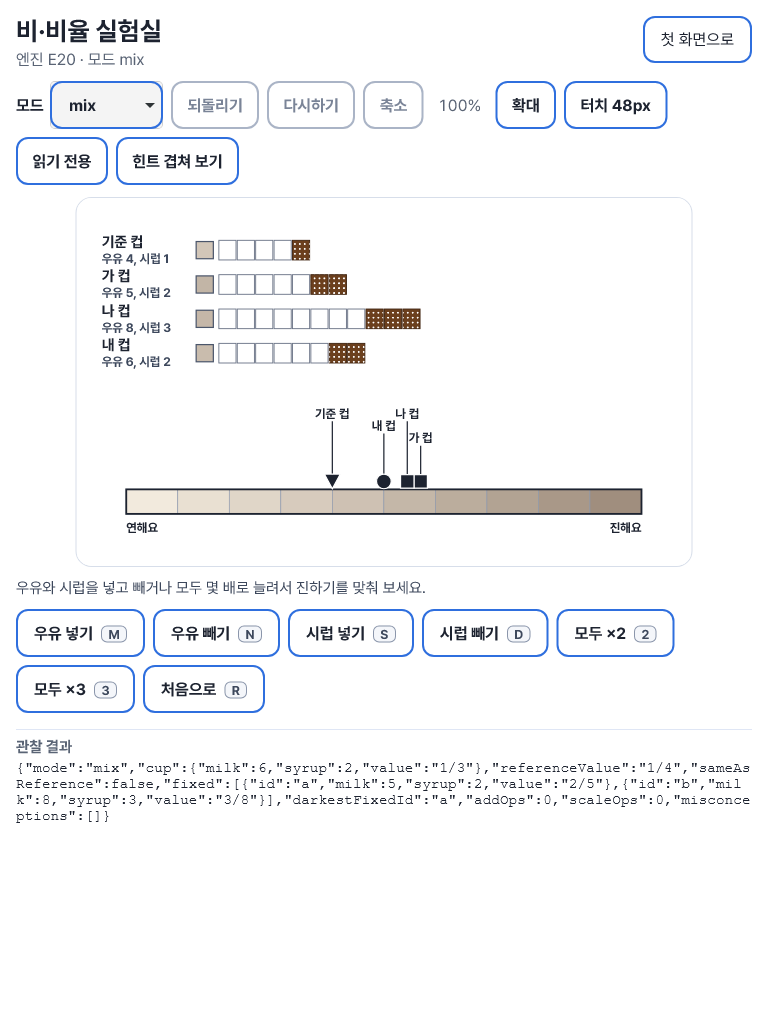 비·비율 실험실
엔진 E20 · 모드 mix
첫 화면으로
모드 mix 되돌리기 다시하기 축소 100% 확대 터치 48px
읽기 전용 힌트 겹쳐 보기
기준 컵
우유 4, 시럽 1
가 컵
우유 5, 시럽 2
나 컵
우유 8, 시럽 3
내 컵
우유 6, 시럽 2
기준 컵 나 컵
내 컵
가 컵
연해요 진해요
우유와 시럽을 넣고 빼거나 모두 몇 배로 늘려서 진하기를 맞춰 보세요.
우유 넣기 M 우유 빼기 N 시럽 넣기 S 시럽 빼기 D 모두 ×2 2
모두 ×3 3 처음으로 R
관찰 결과
{"mode":"mix","cup":{"milk":6,"syrup":2,"value":"1/3"},"referenceValue":"1/4","sameAs
Reference":false,"fixed":[{"id":"a","milk":5,"syrup":2,"value":"2/5"},{"id":"b","mil
k":8,"syrup":3,"value":"3/8"}],"darkestFixedId":"a","addOps":0,"scaleOps":0,"misconce
ptions":[]}